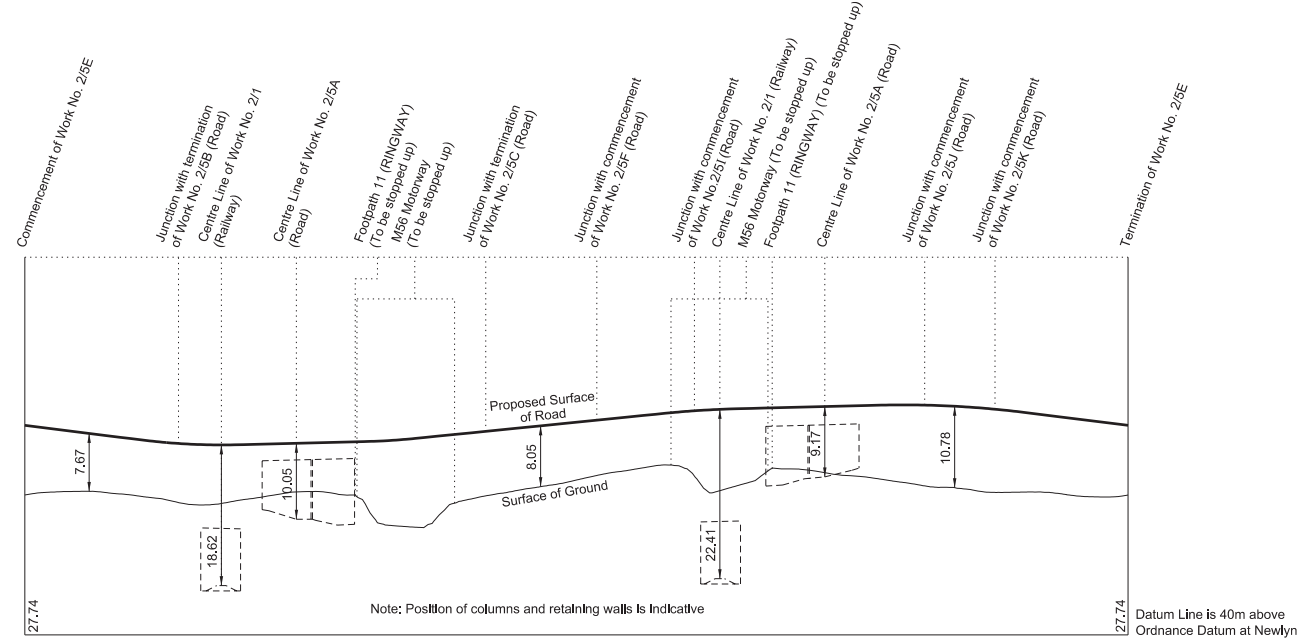 Commencement of Work No. 2/5E
Junction with termination
of Work No. 2/5B (Road)
Centre Line of Work No. 2/1
(Railway)
Centre Line of Work No. 2/5A
(Road)
Footpath 11 (RINGWAY)
(To be stopped up)
M56 Motorway
(To be stopped up)
Junction with termination
of Work No. 2/5C (Road)
Junction with commencement
of Work No. 2/5F (Road)
Junction with commencement
of Work No.2/5I (Road)
Centre Line of Work No. 2/1 (Railway)
M56 Motorway (To be stopped up)
Footpath 11 (RINGWAY) (To be stopped up)
Centre Line of Work No. 2/5A (Road)
Junction with commencement
of Work No. 2/5J (Road)
Junction with commencement
of Work No. 2/5K (Road)
Termination of Work No. 2/5E
Proposed Surface
of Road
7.67
18.62
10.05
8.05
Surface of Ground
22.41
9.17
10.78
27.74
Note: Position of columns and retaining walls is indicative
27.74
Datum Line is 40m above
Ordnance Datum at Newlyn